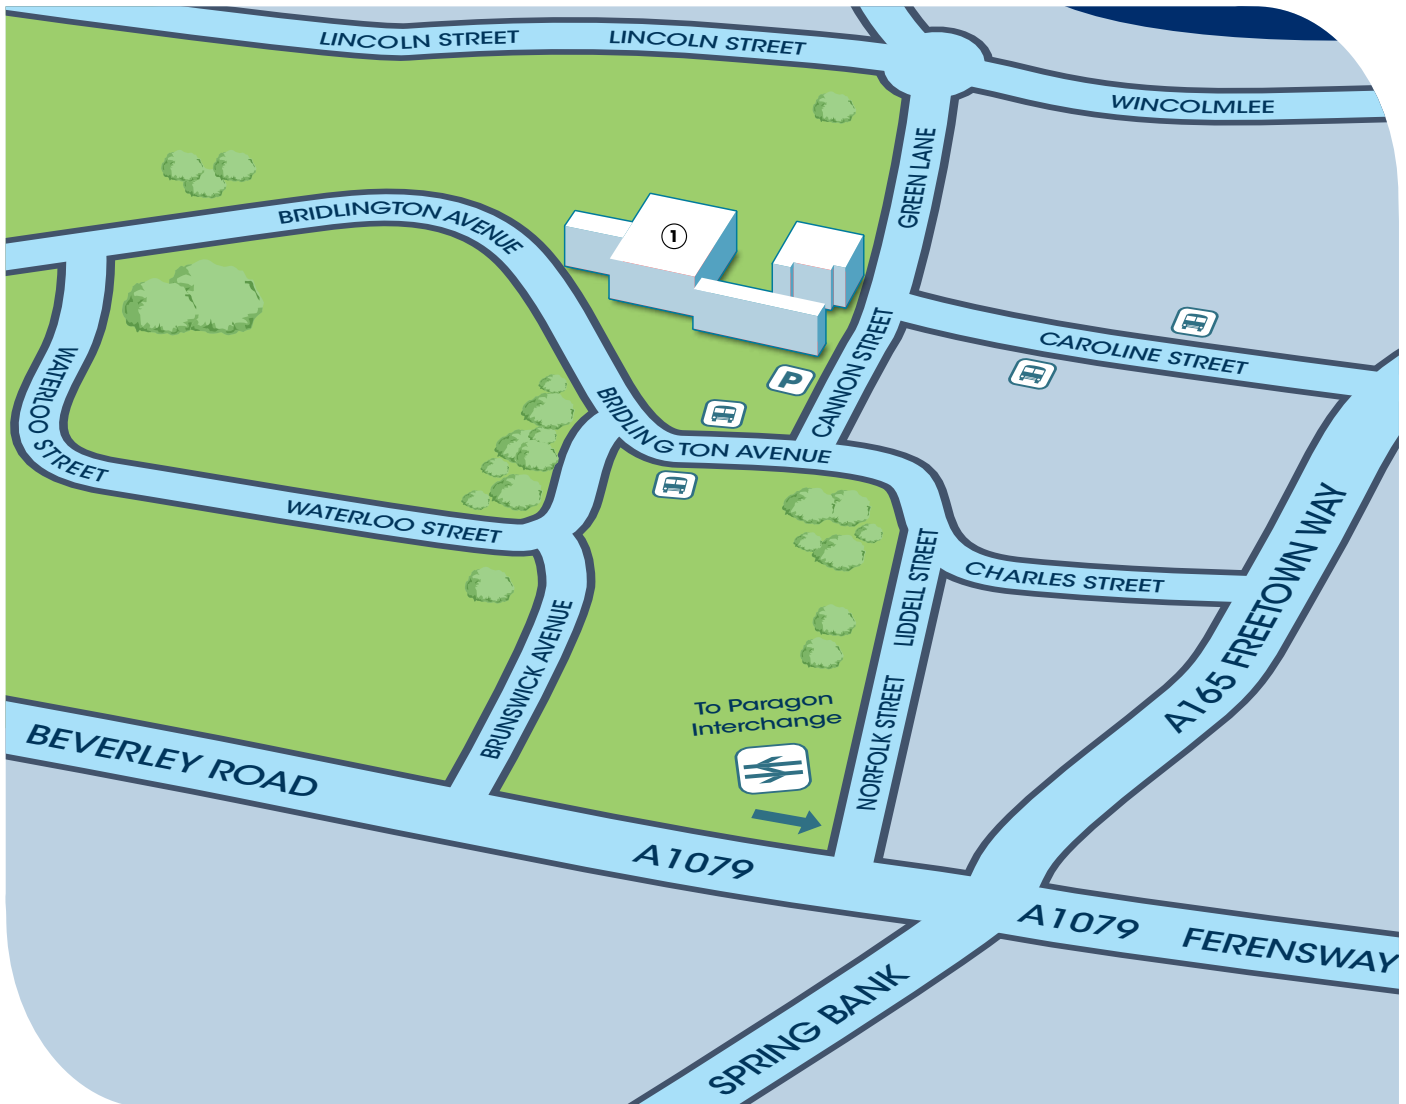 LINCOLN STREET
LINCOLN STREET
WINCOLMLEE
GREEN LANE
BRIDLINGTON AVENUE
1
CANNON STREET
CAROLINE STREET
WATERLOO STREET
P
BRIDLINGTON AVENUE
WATERLOO STREET
A165 FREETOWN WAY
LIDDELL STREET
CHARLES STREET
BRUNSWICK AVENUE
NORFOLK STREET
To Paragon
Interchange
BEVERLEY ROAD
A1079
A1079
FERENSWAY
SPRING BANK